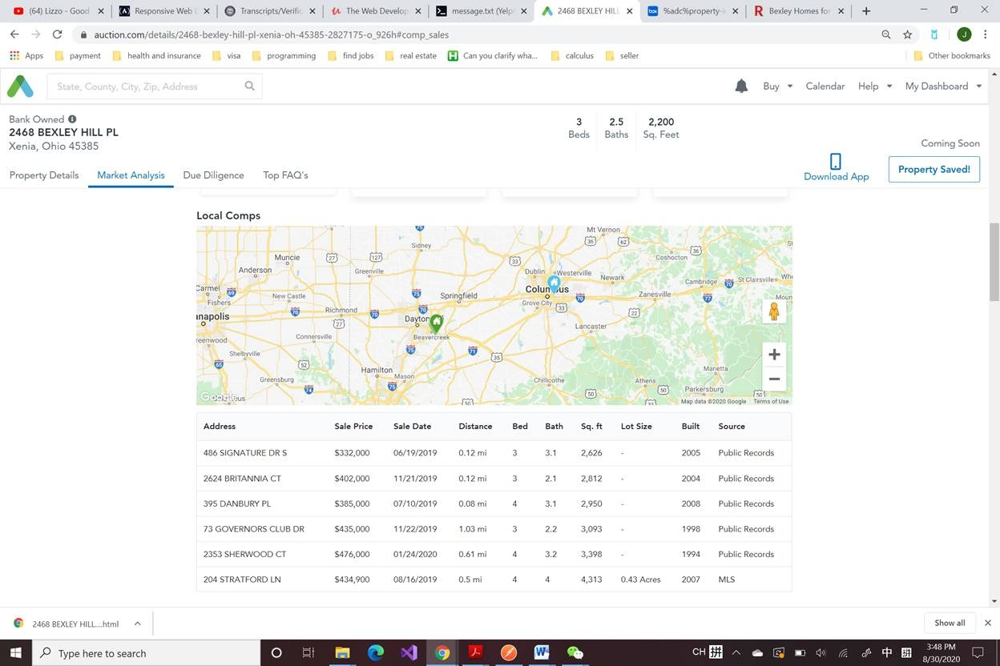 (64) Lizzo - Good
Responsive Web D
Transcripts/Verific
The Web Develop
message.txt (Yelp
2468 BEXLEY HILL
%adc%property-i
Bexley Homes for
auction.com/details/2468-bexley-hill-pl-xenia-oh-45385-2827175-o_926h#comp_sales
J
Apps payment health and insurance visa programming find jobs real estate Can you clarify wha... calculus seller Other bookmarks
State, County, City, Zip, Address
Buy Calendar Help My Dashboard
Bank Owned
2468 BEXLEY HILL PL
Xenia, Ohio 45385
3 2.5 2,200
Beds Baths Sq. Feet
Coming Soon
Download App
Property Saved!
Property Details Market Analysis Due Diligence Top FAQ's
Local Comps
Mt Vernon
Sidney
Coshocton
Muncie
Greenville
Anderson
Dublin
Westerville
Newark
Cambridge
St Clairsville
Carmel
Fishers
New Castle
Springfield
Columbus
Zanesville
Richmond
Grove City
napolis
Dayton
Lancaster
Connersville
Beavercreek
eenwood
Shelbyville
Greensburg
Hamilton
Mason
Chillicothe
Athens
Marietta
Parkersburg
Google
Map data ©2020 Google Terms of Use
Address Sale Price Sale Date Distance Bed Bath Sq. ft Lot Size Built Source
486 SIGNATURE DR S $332,000 06/19/2019 0.12 mi 3 3.1 2,626 - 2005 Public Records
2624 BRITANNIA CT $402,000 11/21/2019 0.12 mi 3 2.1 2,812 - 2004 Public Records
395 DANBURY PL $385,000 07/10/2019 0.08 mi 4 3.1 2,950 - 2008 Public Records
73 GOVERNORS CLUB DR $435,000 11/22/2019 1.03 mi 3 2.2 3,093 - 1998 Public Records
2353 SHERWOOD CT $476,000 01/24/2020 0.61 mi 4 3.2 3,398 - 1994 Public Records
204 STRATFORD LN $434,900 08/16/2019 0.5 mi 4 4 4,313 0.43 Acres 2007 MLS
2468 BEXLEY HILL....html
Show all
Type here to search
CH 拼
中 拼
3:48 PM
8/30/2020